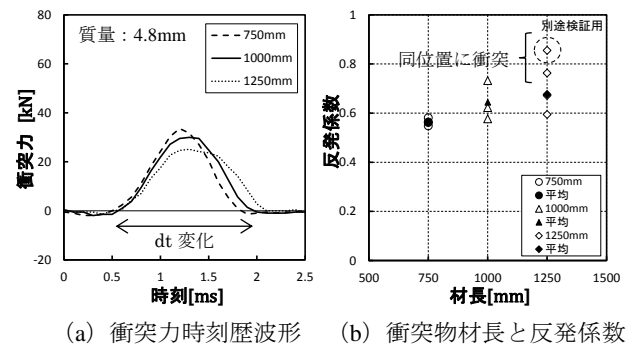 質量：4.8mm
750mm
1000mm
1250mm
80
60
40
20
0
-20
衝突力 [kN]
dt 変化
0
0.5
1
1.5
2
2.5
時刻[ms]
(a) 衝突力時刻歴波形
別途検証用
同位置に衝突
1
0.8
0.6
0.4
0.2
0
反発係数
750mm
平均
1000mm
平均
1250mm
平均
500
750
1000
1250
1500
材長[mm]
(b) 衝突物材長と反発係数